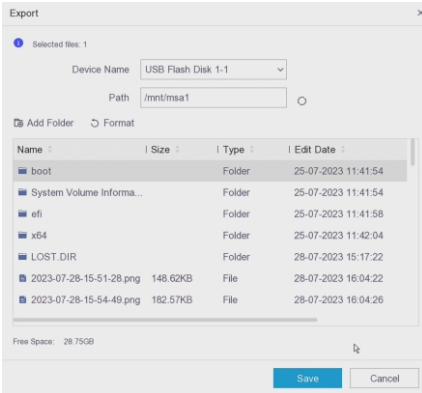 Export
Selected files: 1
Device Name USB Flash Disk 1-1
Path /mnt/msa1
Add Folder Format
Name Size Type Edit Date
boot Folder 25-07-2023 11:41:54
System Volume Informa... Folder 25-07-2023 11:41:54
efi Folder 25-07-2023 11:41:58
x64 Folder 25-07-2023 11:42:04
LOST.DIR Folder 28-07-2023 15:17:22
2023-07-28-15-51-28.png 148.62KB File 28-07-2023 16:04:22
2023-07-28-15-54-49.png 182.57KB File 28-07-2023 16:04:26
Free Space: 28.75GB
Save Cancel